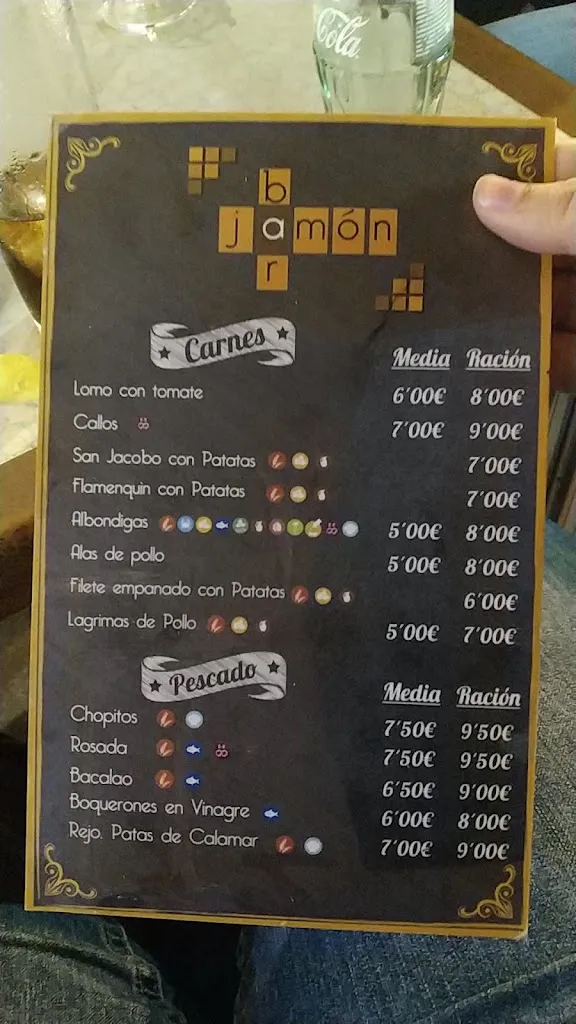 Cola
b
jamón
r
Carnes
Media Ración
Lomo con tomate 6'00€ 8'00€
Callos 7'00€ 9'00€
San Jacobo con Patatas 7'00€
Flamenquin con Patatas 7'00€
Albondigas 5'00€ 8'00€
Alas de pollo 5'00€ 8'00€
Filete empanado con Patatas 6'00€
Lagrimas de Pollo 5'00€ 7'00€
Pescado
Media Ración
Chopitos 7'50€ 9'50€
Rosada 7'50€ 9'50€
Bacalao 6'50€ 9'00€
Boquerones en Vinagre 6'00€ 8'00€
Rejo. Patas de Calamar 7'00€ 9'00€